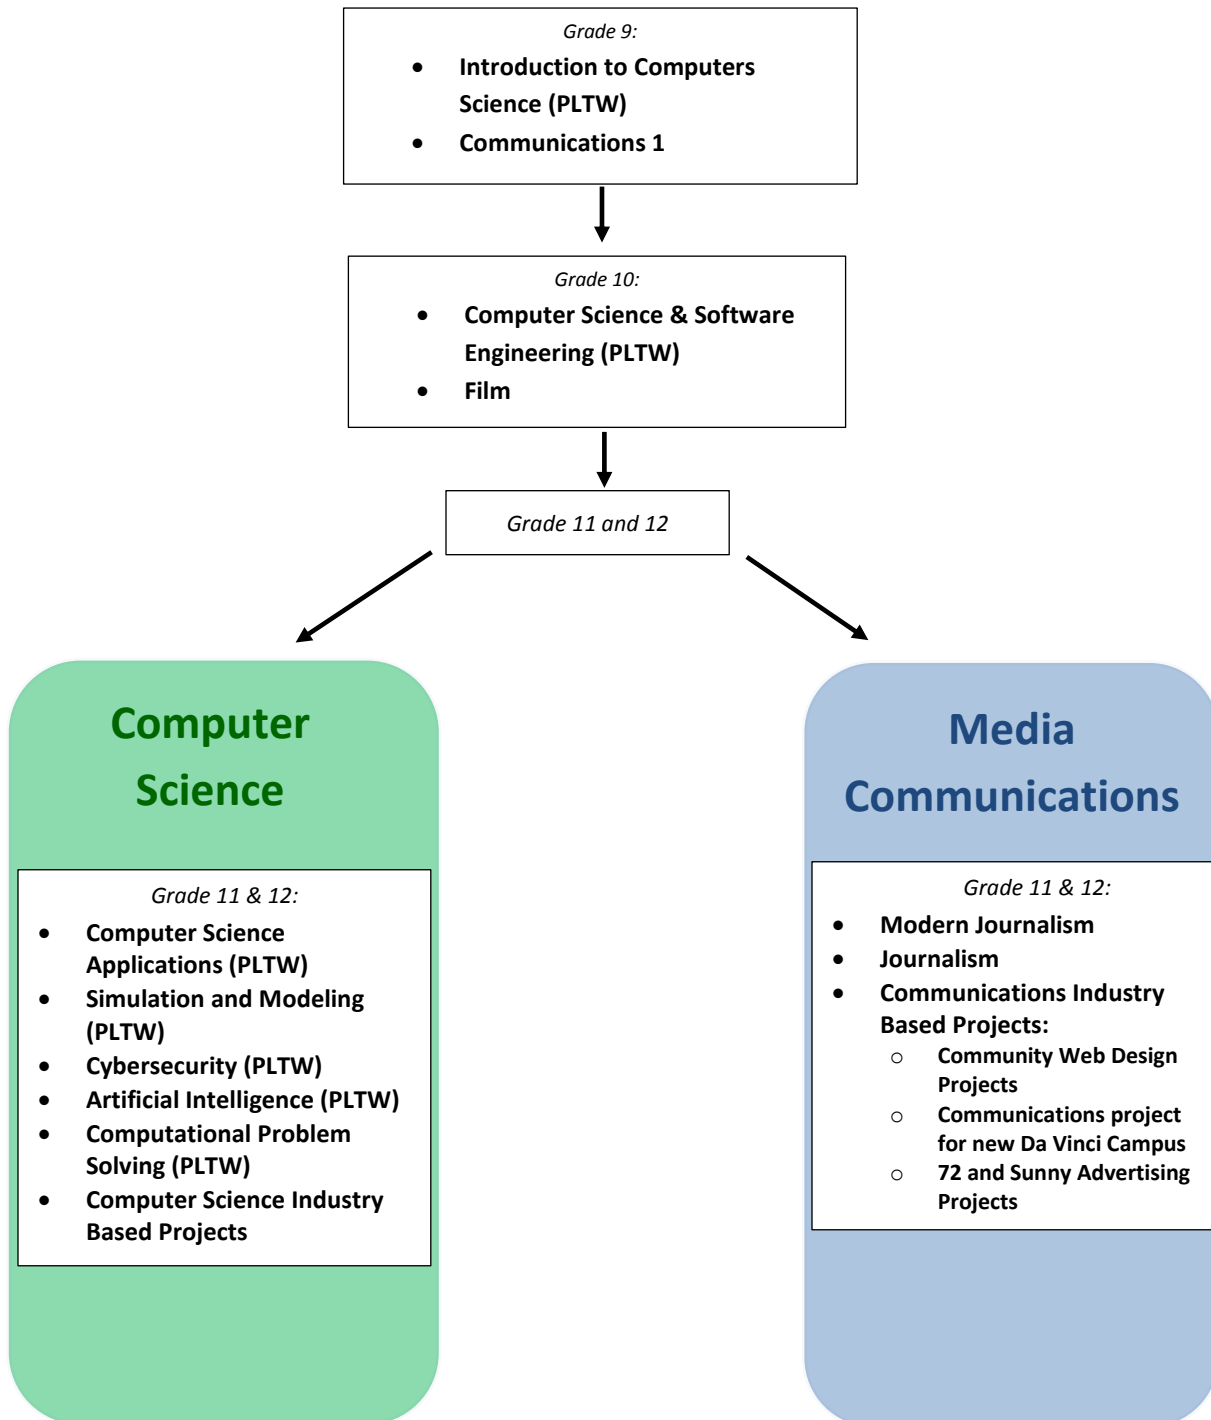 Grade 9:
• Introduction to Computers
Science (PLTW)
• Communications 1
Grade 10:
• Computer Science & Software
Engineering (PLTW)
• Film
Grade 11 and 12
Computer
Science
Grade 11 & 12:
• Computer Science
Applications (PLTW)
• Simulation and Modeling
(PLTW)
• Cybersecurity (PLTW)
• Artificial Intelligence (PLTW)
• Computational Problem
Solving (PLTW)
• Computer Science Industry
Based Projects
Media
Communications
Grade 11 & 12:
• Modern Journalism
• Journalism
• Communications Industry
Based Projects:
o Community Web Design
Projects
o Communications project
for new Da Vinci Campus
o 72 and Sunny Advertising
Projects